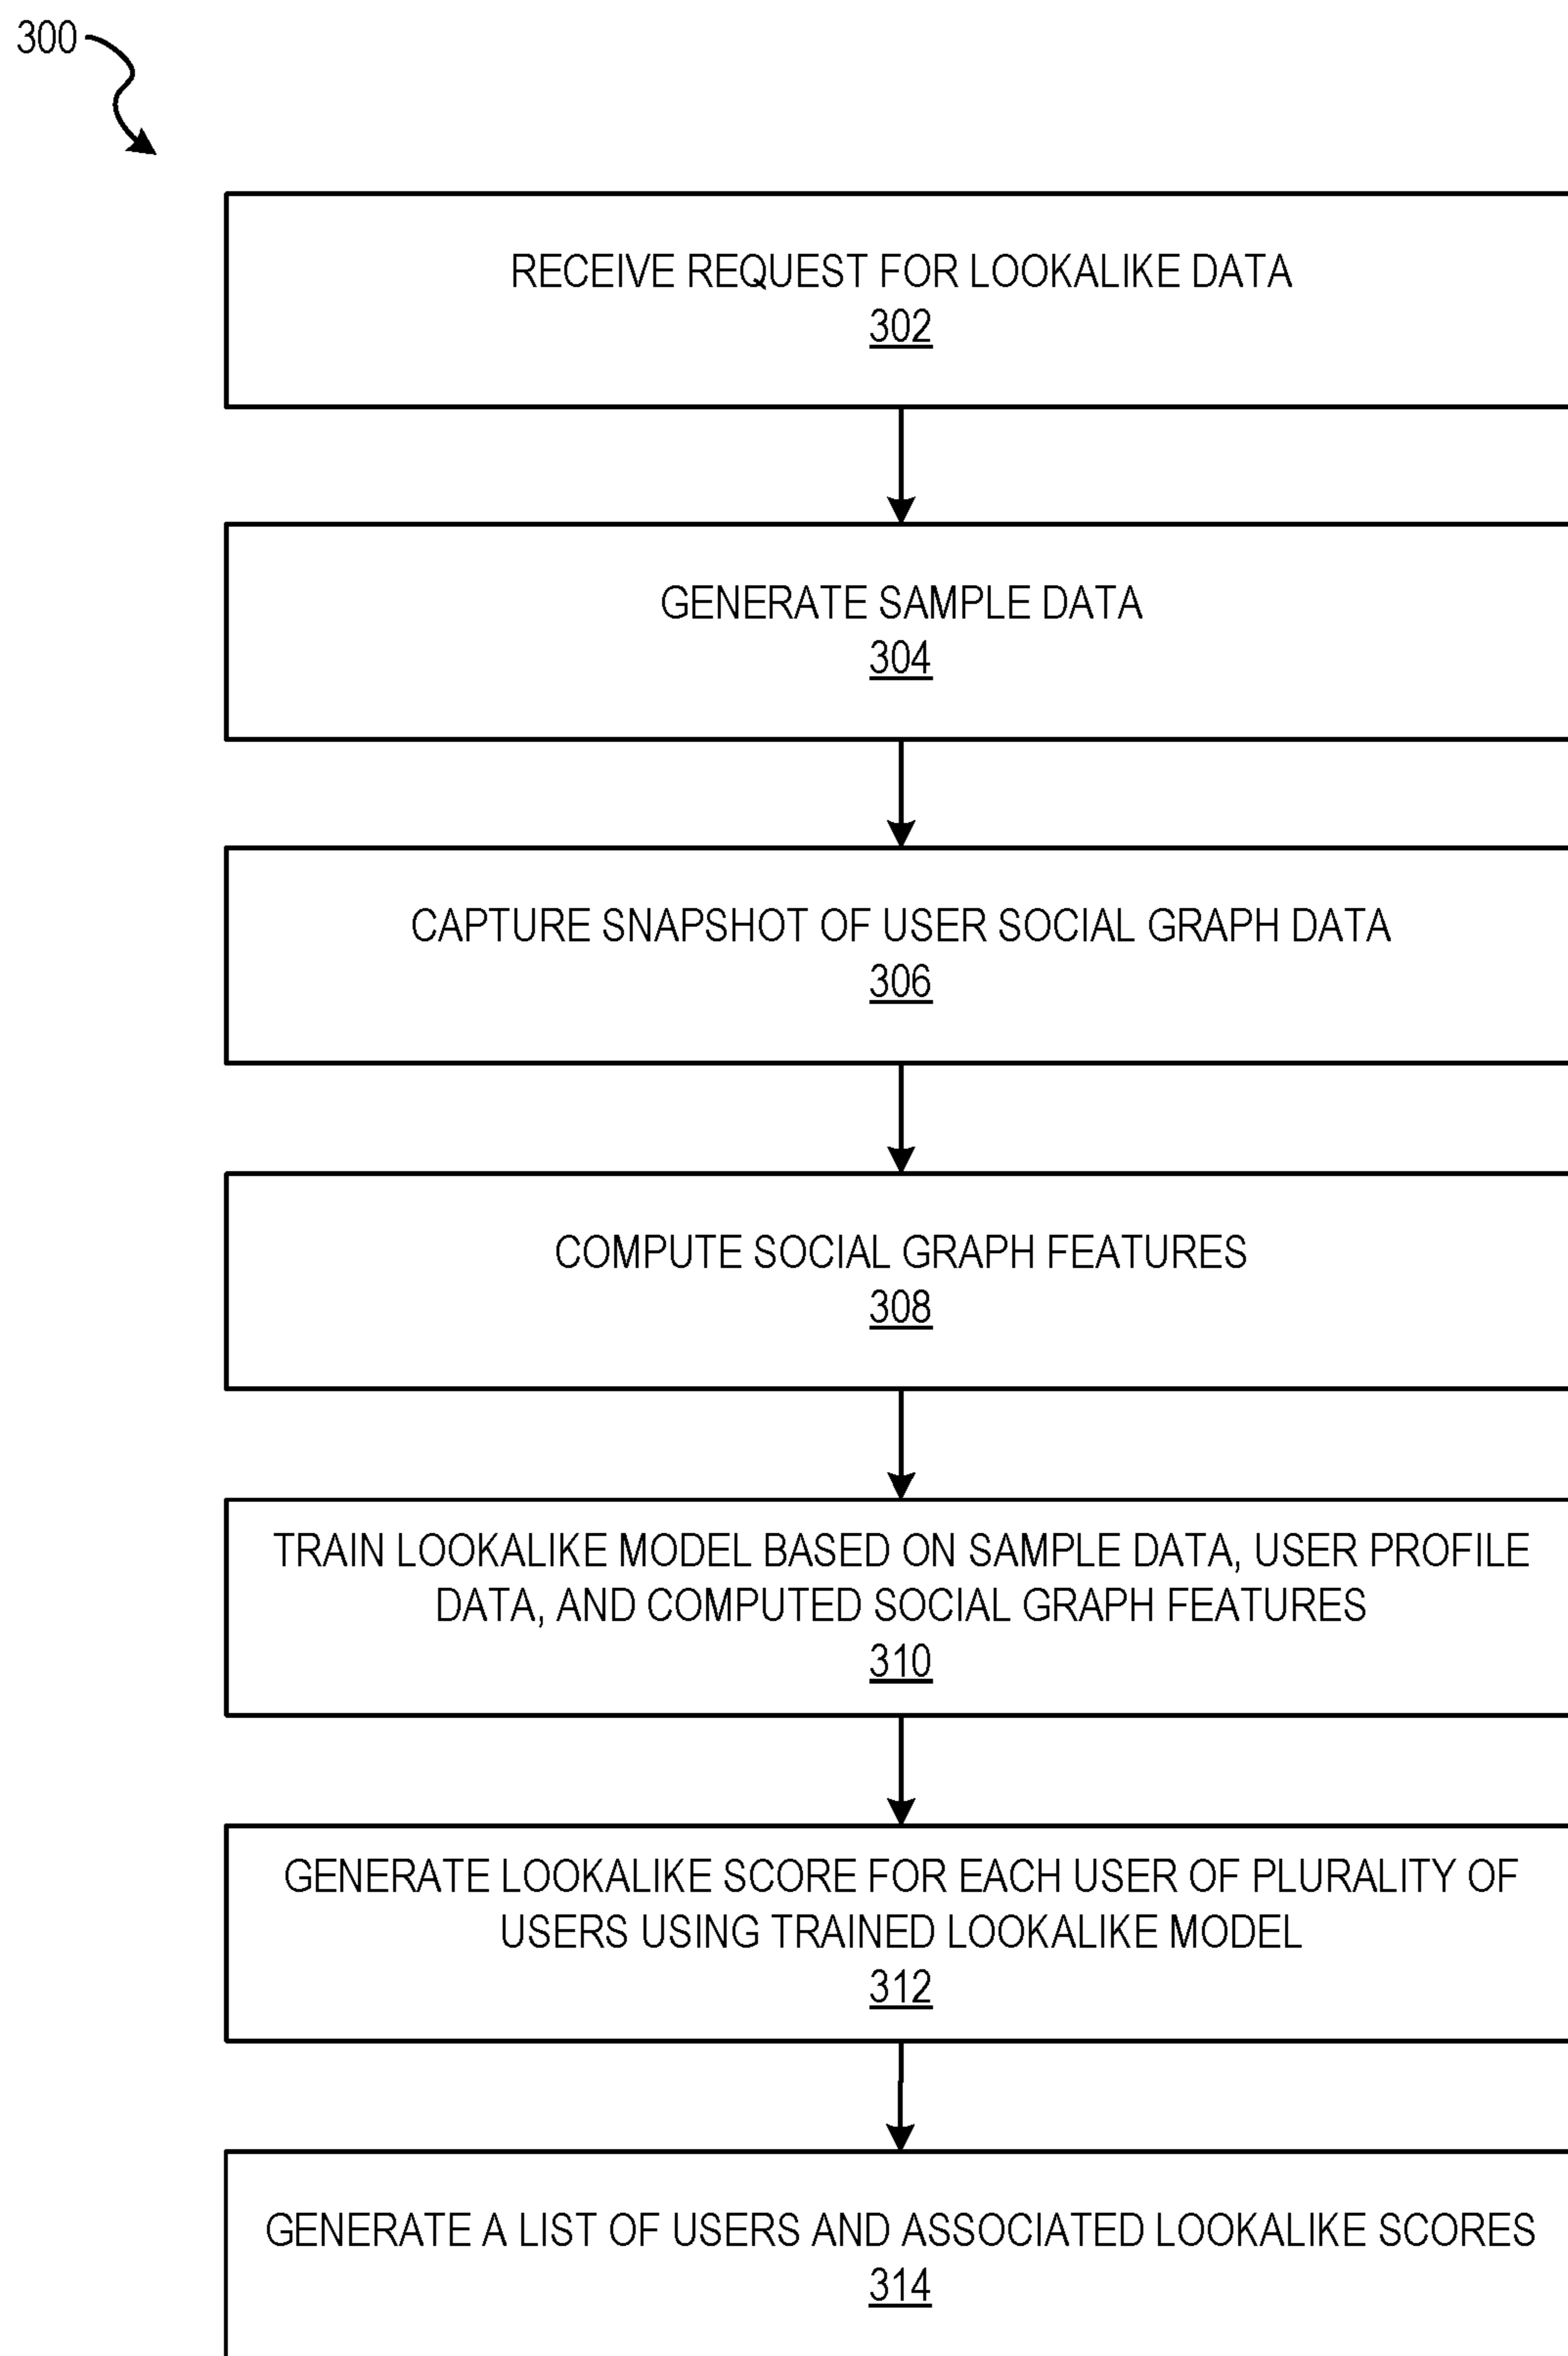 300
RECEIVE REQUEST FOR LOOKALIKE DATA
302
GENERATE SAMPLE DATA
304
CAPTURE SNAPSHOT OF USER SOCIAL GRAPH DATA
306
COMPUTE SOCIAL GRAPH FEATURES
308
TRAIN LOOKALIKE MODEL BASED ON SAMPLE DATA, USER PROFILE
DATA, AND COMPUTED SOCIAL GRAPH FEATURES
310
GENERATE LOOKALIKE SCORE FOR EACH USER OF PLURALITY OF
USERS USING TRAINED LOOKALIKE MODEL
312
GENERATE A LIST OF USERS AND ASSOCIATED LOOKALIKE SCORES
314